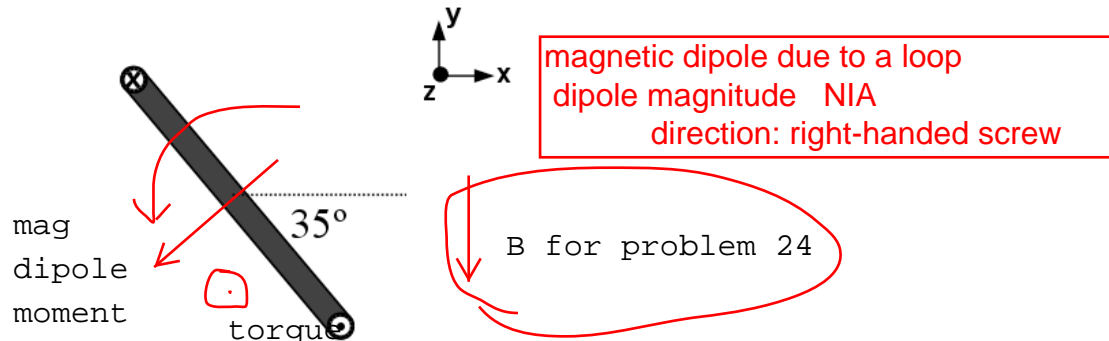 y
x
z
magnetic dipole due to a loop
dipole magnitude NIA
direction: right-handed screw
35º
mag
dipole
moment
torque
B for problem 24